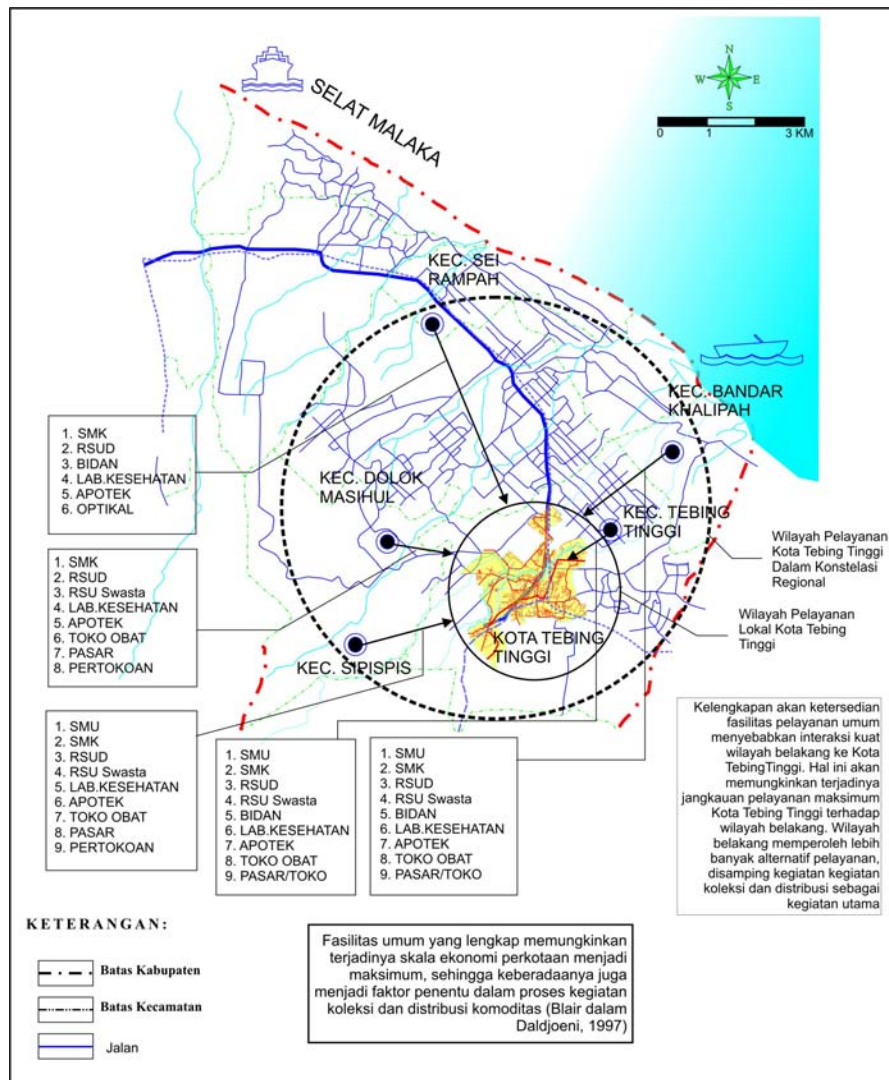 SELAT MALAKA
N
W E
S
0 1 3 KM
KEC. SEI
RAMPAH
KEC. BANDAR
KHALIPAH
KEC. DOLOK
MASIHUL
KEC. TEBING
TINGGI
KOTA TEBING
TINGGI
KEC. SIPISPIS
1. SMK
2. RSUD
3. BIDAN
4. LAB.KESEHATAN
5. APOTEK
6. OPTIKAL
1. SMK
2. RSUD
3. RSU Swasta
4. LAB.KESEHATAN
5. APOTEK
6. TOKO OBAT
7. PASAR
8. PERTOKOAN
1. SMU
2. SMK
3. RSUD
4. RSU Swasta
5. LAB.KESEHATAN
6. APOTEK
7. TOKO OBAT
8. PASAR
9. PERTOKOAN
1. SMU
2. SMK
3. RSUD
4. RSU Swasta
5. BIDAN
6. LAB.KESEHATAN
7. APOTEK
8. TOKO OBAT
9. PASAR/TOKO
1. SMU
2. SMK
3. RSUD
4. RSU Swasta
5. BIDAN
6. LAB.KESEHATAN
7. APOTEK
8. TOKO OBAT
9. PASAR/TOKO
Wilayah Pelayanan
Kota Tebing Tinggi
Dalam Konstelasi
Regional
Wilayah Pelayanan
Lokal Kota Tebing
Tinggi
Kelengkapan akan ketersedian
fasilitas pelayanan umum
menyebabkan interaksi kuat
wilayah belakang ke Kota
TebingTinggi. Hal ini akan
memungkinkan terjadinya
jangkauan pelayanan maksimum
Kota Tebing Tinggi terhadap
wilayah belakang. Wilayah
belakang memperoleh lebih
banyak alternatif pelayanan,
disamping kegiatan kegiatan
koleksi dan distribusi sebagai
kegiatan utama
KETERANGAN:
Batas Kabupaten
Batas Kecamatan
Jalan
Fasilitas umum yang lengkap memungkinkan
terjadinya skala ekonomi perkotaan menjadi
maksimum, sehingga keberadaanya juga
menjadi faktor penentu dalam proses kegiatan
koleksi dan distribusi komoditas (Blair dalam
Daldjoeni, 1997)